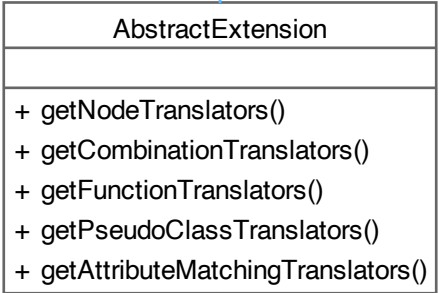 AbstractExtension
+ getNodeTranslators()
+ getCombinationTranslators()
+ getFunctionTranslators()
+ getPseudoClassTranslators()
+ getAttributeMatchingTranslators()